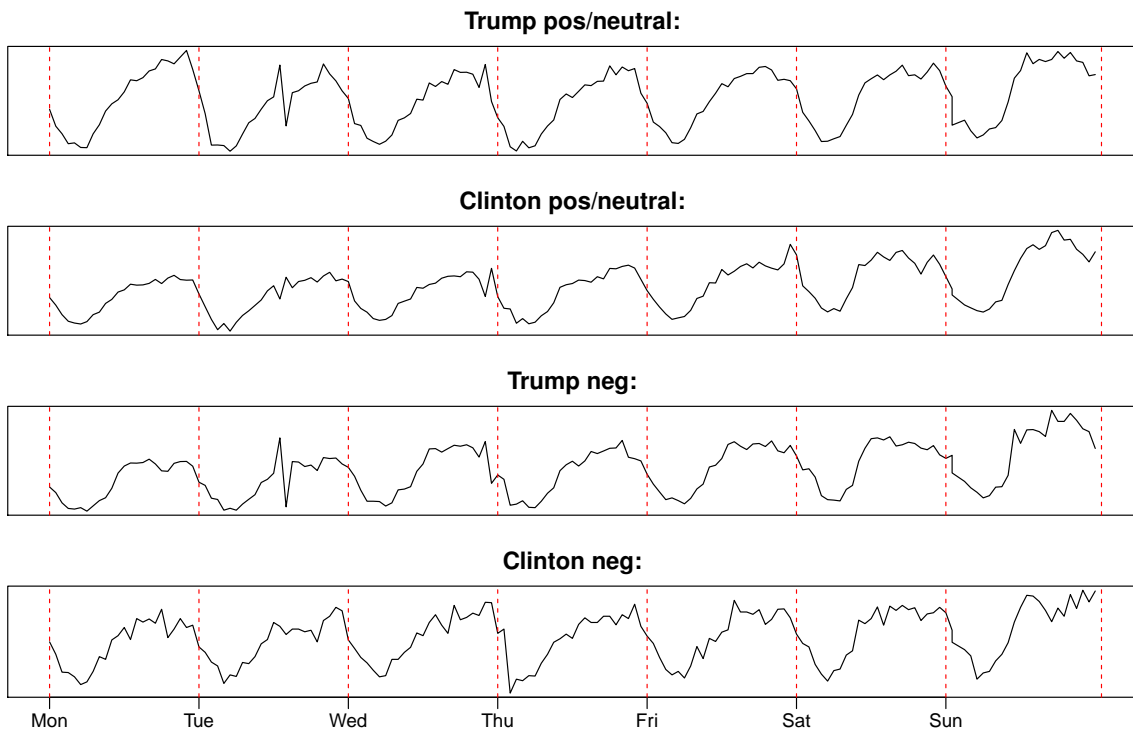 Trump pos/neutral:
Clinton pos/neutral:
Trump neg:
Clinton neg:
Mon Tue Wed Thu Fri Sat Sun